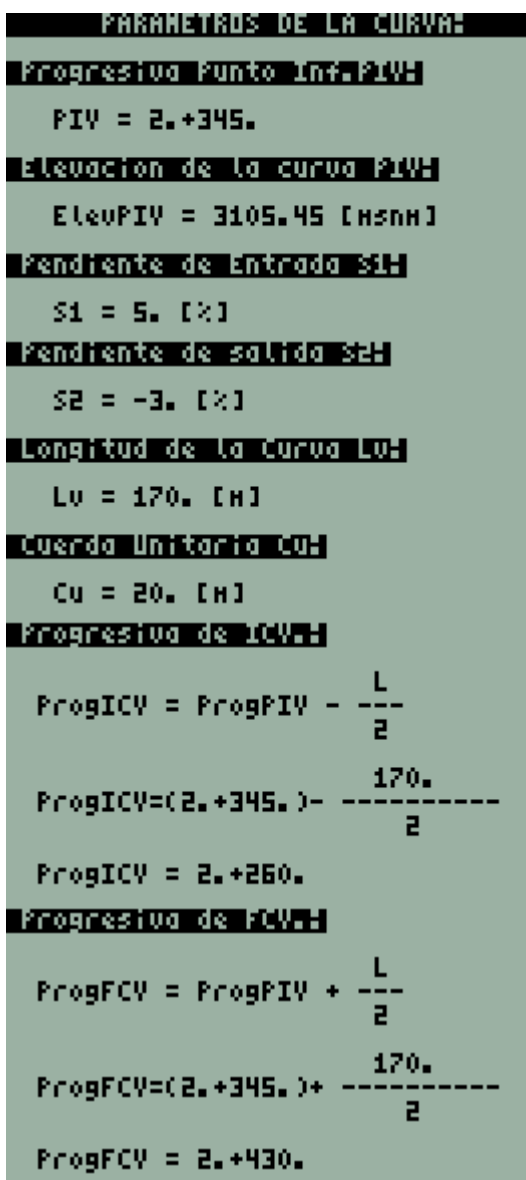 PARAMETROS DE LA CURVA:
Progresiva Punto Int.PIV:
PIV = 2.+345.
Elevacion de la curva PIV:
ElevPIV = 3105.45 [msnm]
Pendiente de Entrada S1:
S1 = 5. [%]
Pendiente de salida S2:
S2 = -3. [%]
Longitud de la Curva Lv:
Lv = 170. [m]
Cuerda Unitaria Cu:
Cu = 20. [m]
Progresiva de ICV.:
L
ProgICV = ProgPIV - ---
2
170.
ProgICV=(2.+345.)- ----------
2
ProgICV = 2.+260.
Progresiva de FCV.:
L
ProgFCV = ProgPIV + ---
2
170.
ProgFCV=(2.+345.)+ ----------
2
ProgFCV = 2.+430.